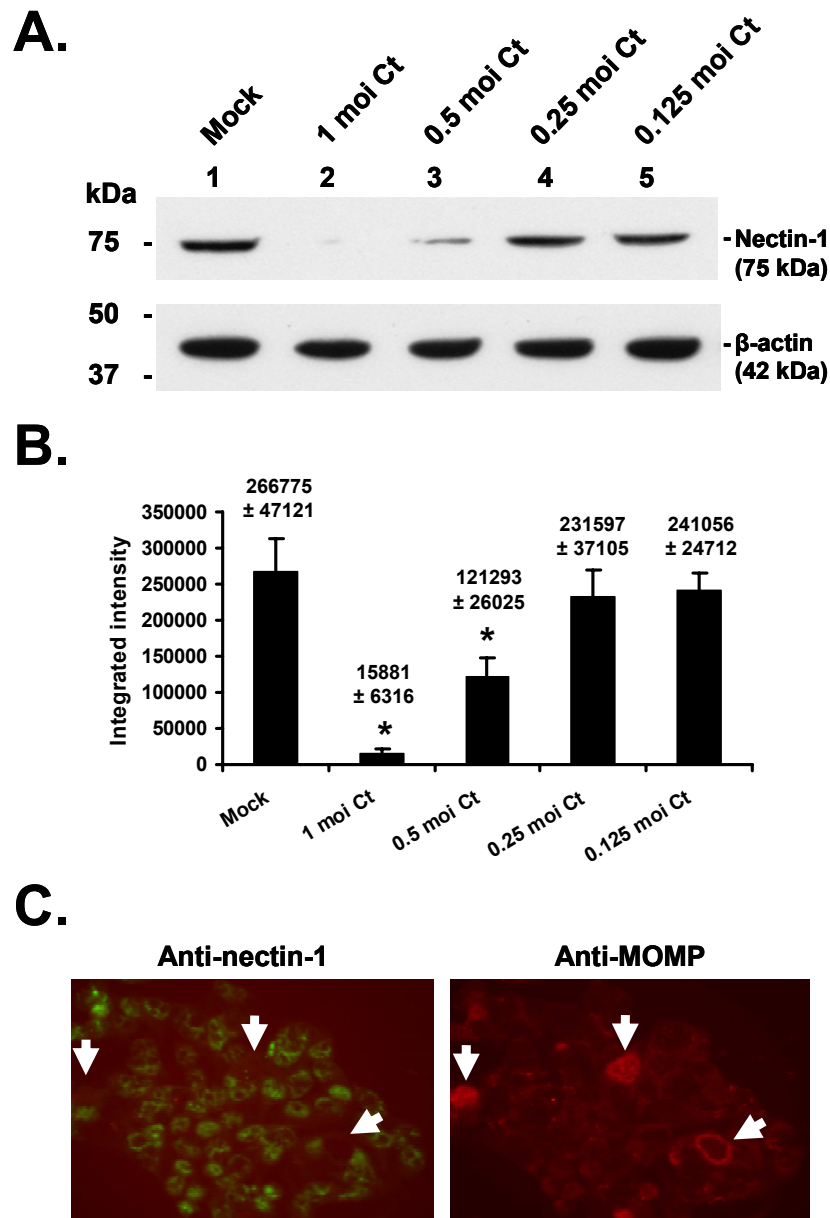 A.
Mock
1 moi Ct
0.5 moi Ct
0.25 moi Ct
0.125 moi Ct
kDa
1 2 3 4 5
75 -
-Nectin-1
(75 kDa)
50 -
37 -
-β-actin
(42 kDa)
B.
Integrated intensity
350000
300000
250000
200000
150000
100000
50000
0
266775
± 47121
15881
± 6316
*
121293
± 26025
*
231597
± 37105
241056
± 24712
Mock
1 moi Ct
0.5 moi Ct
0.25 moi Ct
0.125 moi Ct
C.
Anti-nectin-1
Anti-MOMP